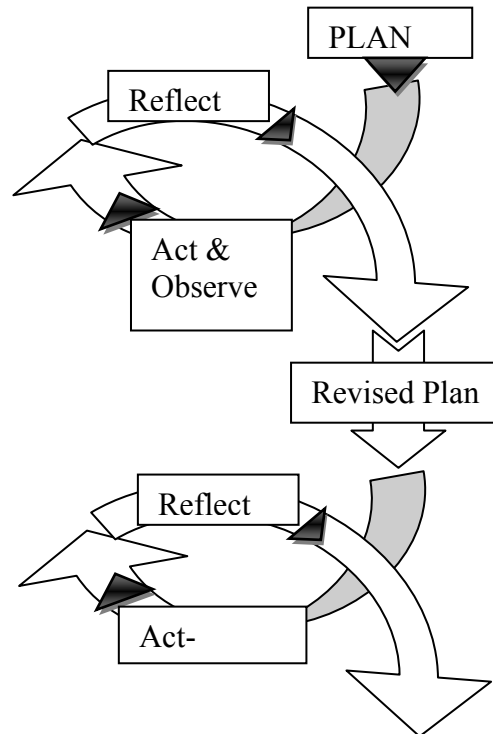 PLAN
Reflect
Act &
Observe
Revised Plan
Reflect
Act-